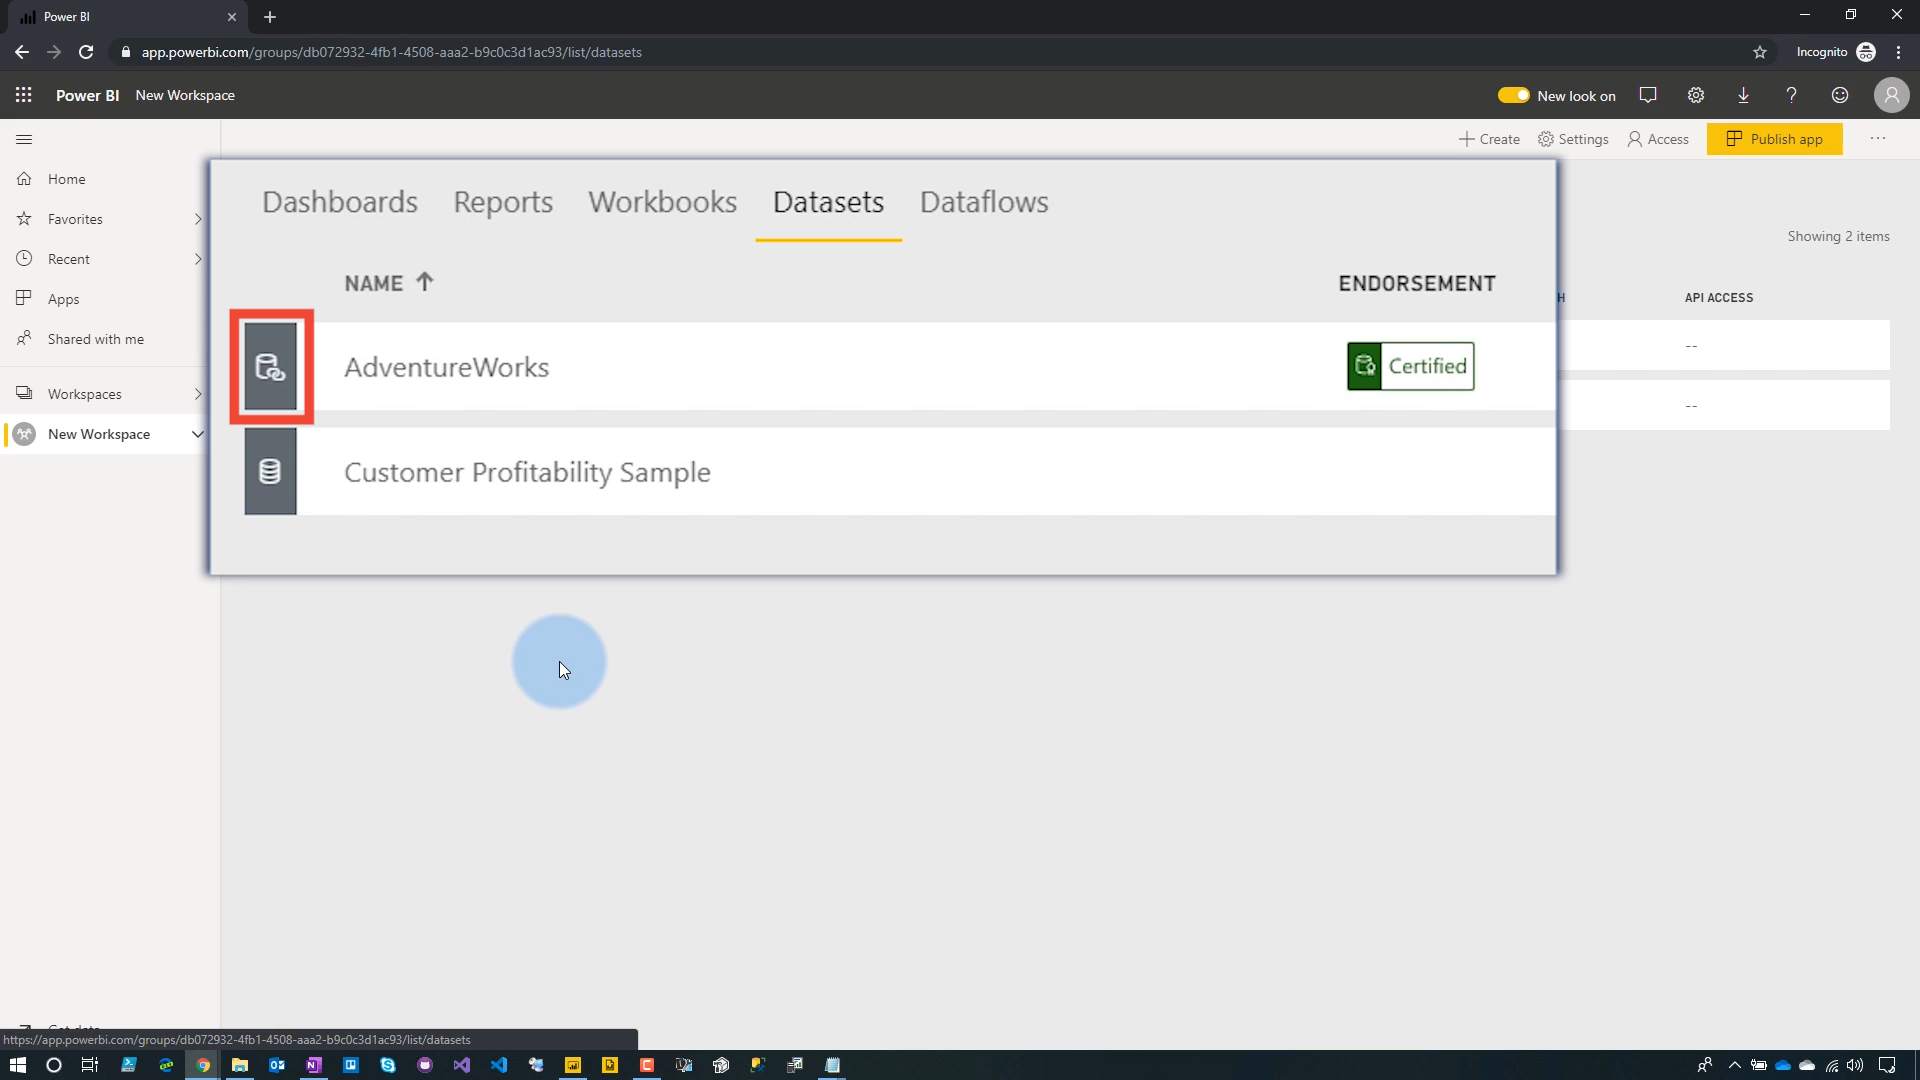 Power BI
app.powerbi.com/groups/db072932-4fb1-4508-aaa2-b9c0c3d1ac93/list/datasets
Incognito
Power BI New Workspace
New look on
Create Settings Access Publish app
Home
Favorites
Recent
Apps
Shared with me
Workspaces
New Workspace
Dashboards Reports Workbooks Datasets Dataflows
Showing 2 items
NAME ENDORSEMENT
H API ACCESS
AdventureWorks Certified
--
Customer Profitability Sample
--
https://app.powerbi.com/groups/db072932-4fb1-4508-aaa2-b9c0c3d1ac93/list/datasets